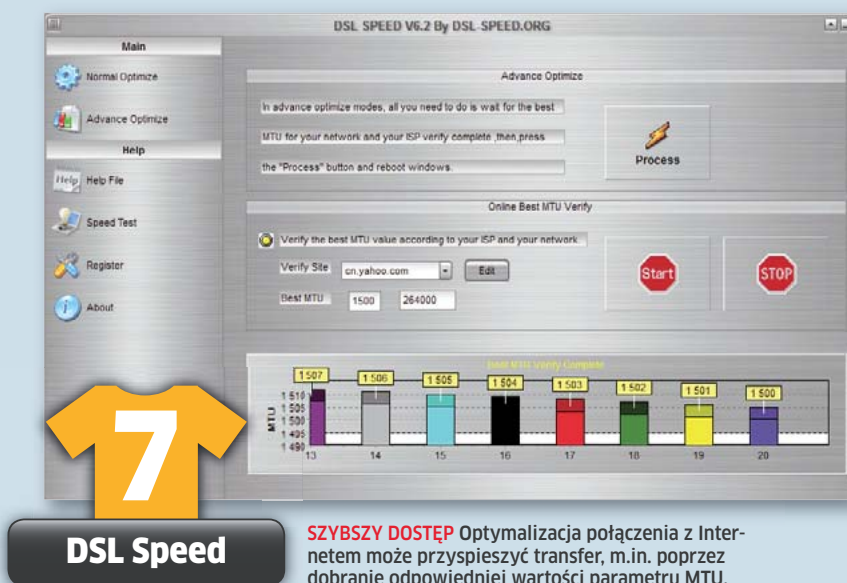 DSL SPEED V6.2 By DSL-SPEED.ORG
Main
Normal Optimize
Advance Optimize
Help
Help
Help File
Speed Test
Register
About
Advance Optimize
In advance optimize modes, all you need to do is wait for the best
MTU for your network and your ISP verify complete ,then,press
the "Process" button and reboot windows.
Process
Online Best MTU Verify
Verify the best MTU value according to your ISP and your network.
Verify Site
cn.yahoo.com
Edit
Best MTU
1500
264000
Start
STOP
Best MTU Verify Complete
1 507
1 506
1 505
1 504
1 503
1 502
1 501
1 500
MTU
1 510
1 505
1 500
1 495
1 490
13 14 15 16 17 18 19 20
7
DSL Speed
SZYBSZY DOSTĘP Optymalizacja połączenia z Inter-
netem może przyspieszyć transfer, m.in. poprzez
dobranie odpowiedniej wartości parametru MTU.